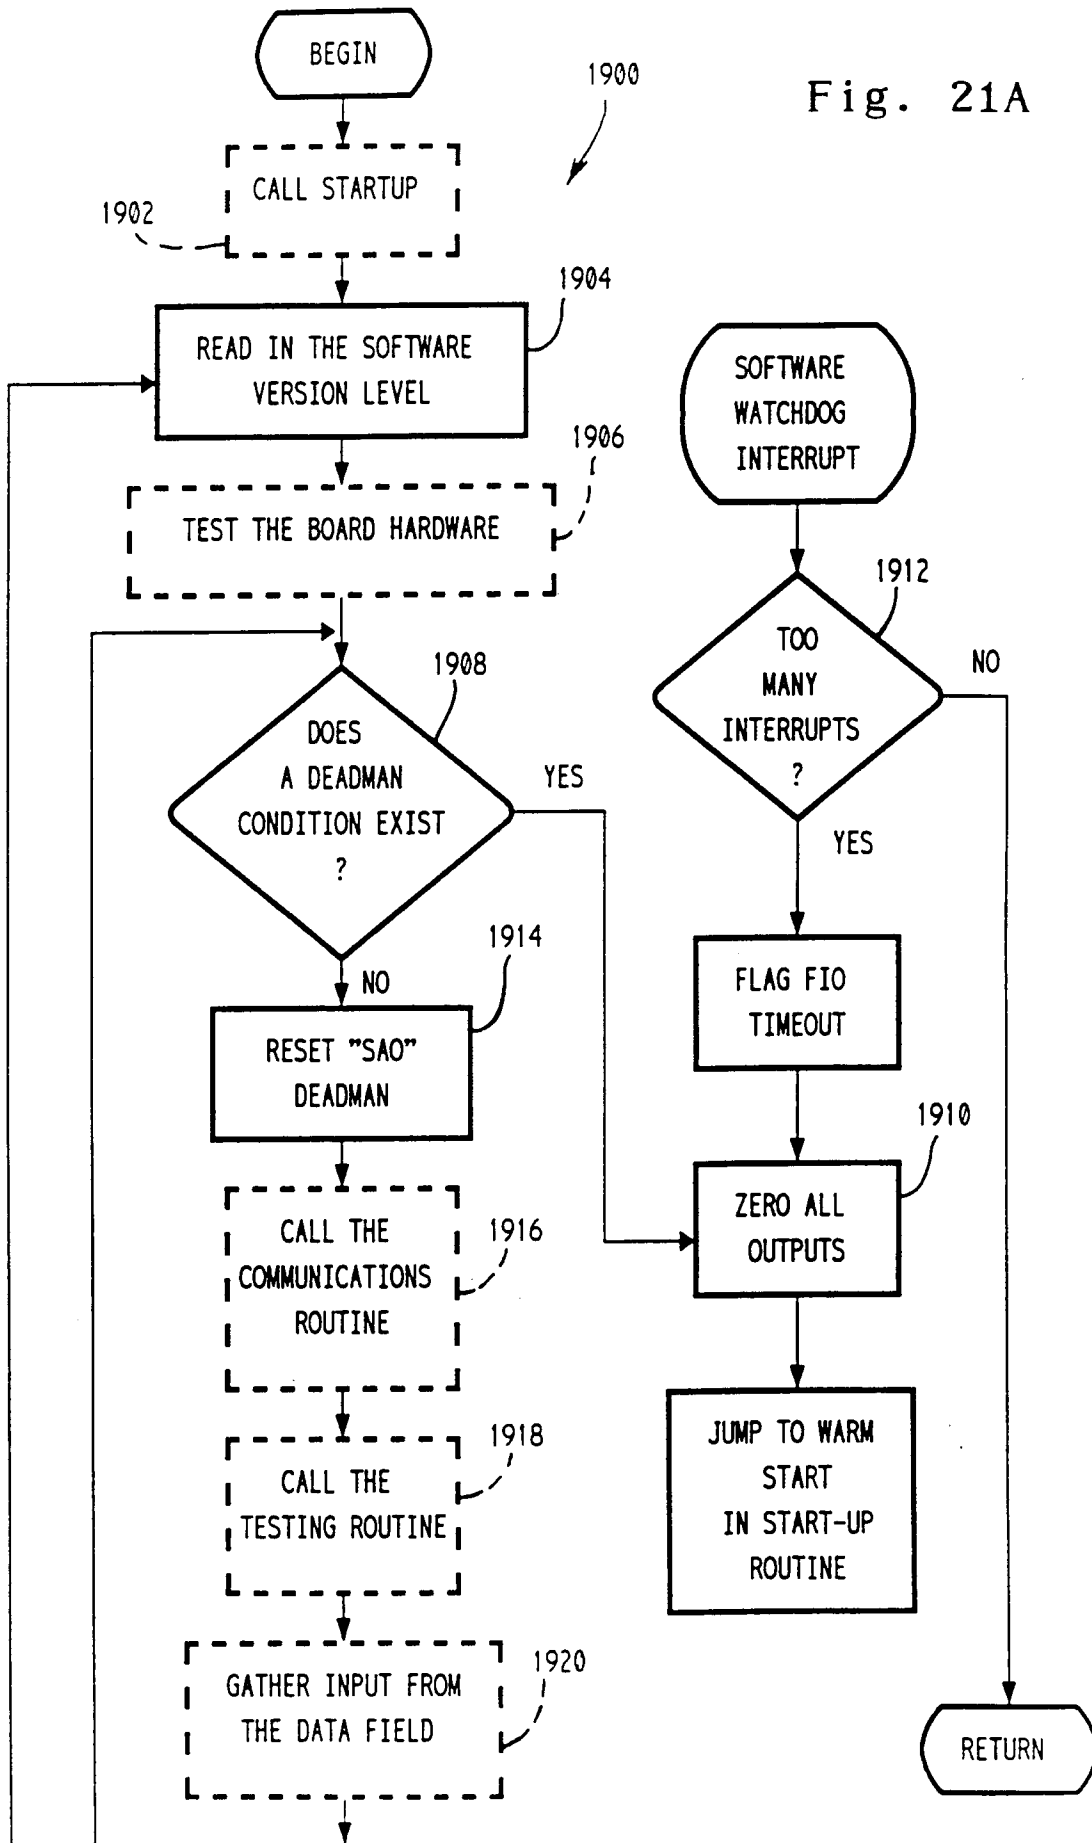 BEGIN
1900
Fig. 21A
CALL STARTUP
1902
1904
READ IN THE SOFTWARE
VERSION LEVEL
1906
TEST THE BOARD HARDWARE
1908
DOES
A DEADMAN
CONDITION EXIST
?
YES
NO
1914
RESET "SAO"
DEADMAN
CALL THE
COMMUNICATIONS
ROUTINE
1916
CALL THE
TESTING ROUTINE
1918
GATHER INPUT FROM
THE DATA FIELD
1920
SOFTWARE
WATCHDOG
INTERRUPT
1912
TOO
MANY
INTERRUPTS
?
NO
YES
FLAG FIO
TIMEOUT
1910
ZERO ALL
OUTPUTS
JUMP TO WARM
START
IN START-UP
ROUTINE
RETURN